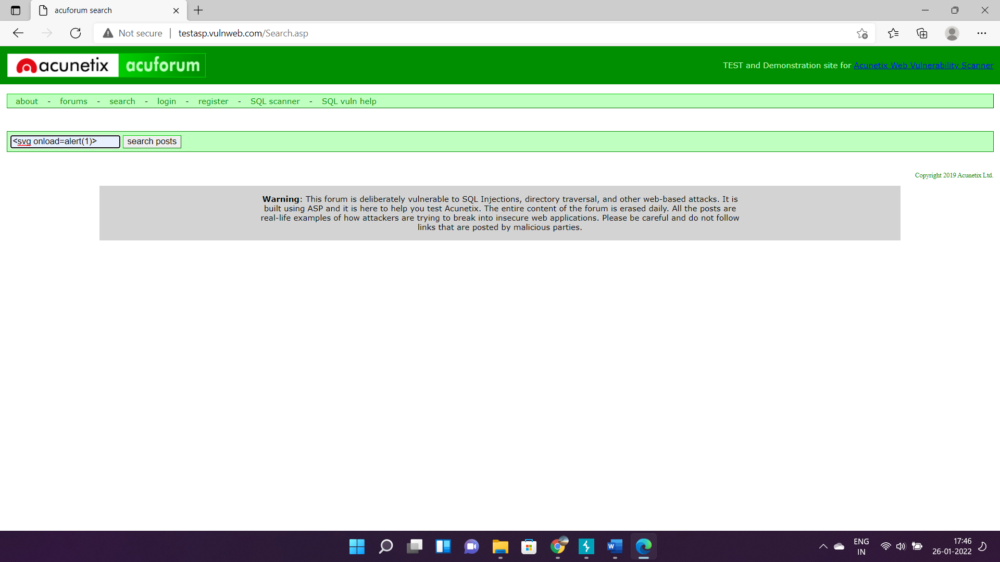 acuforum search
Not secure
testasp.vulnweb.com/Search.asp
acunetix acuforum
TEST and Demonstration site for Acunetix Web Vulnerability Scanner
about - forums - search - login - register - SQL scanner - SQL vuln help
<svg onload=alert(1)>
search posts
Copyright 2019 Acunetix Ltd.
Warning: This forum is deliberately vulnerable to SQL Injections, directory traversal, and other web-based attacks. It is
built using ASP and it is here to help you test Acunetix. The entire content of the forum is erased daily. All the posts are
real-life examples of how attackers are trying to break into insecure web applications. Please be careful and do not follow
links that are posted by malicious parties.
W
ENG
IN
17:46
26-01-2022